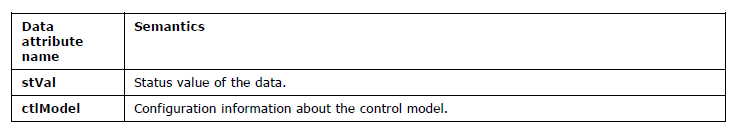 Data
attribute
name
Semantics
stVal
Status value of the data.
ctlModel
Configuration information about the control model.